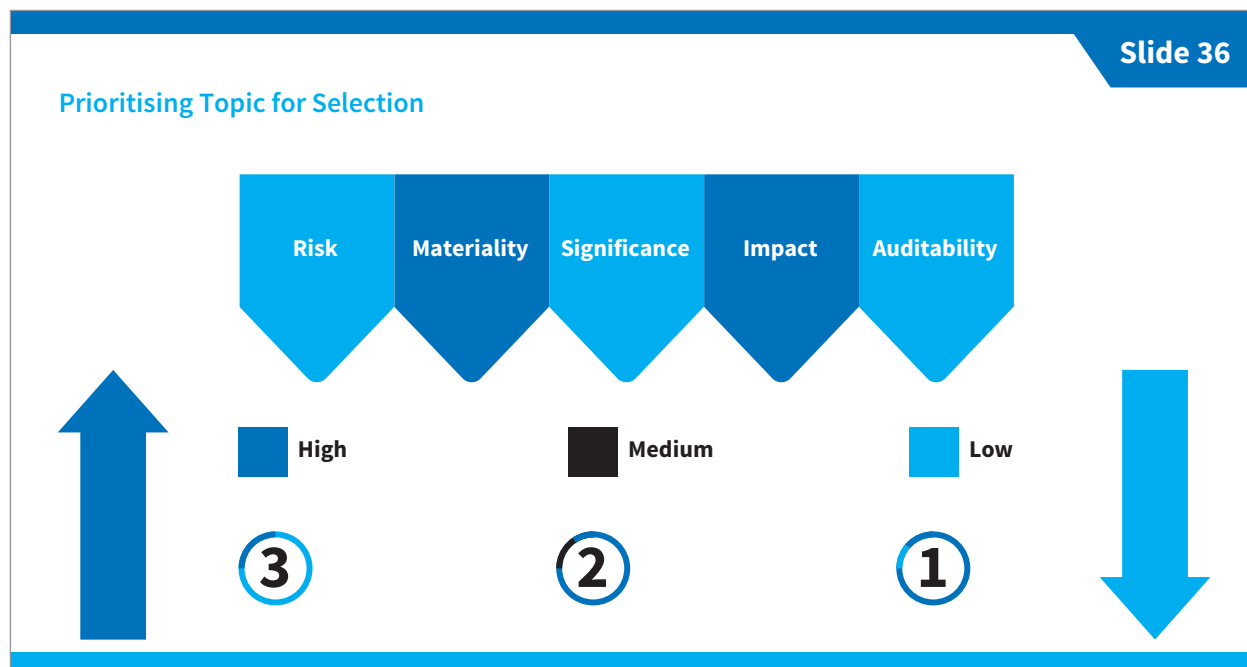 Slide 36
Prioritising Topic for Selection
Risk
Materiality
Significance
Impact
Auditability
High
Medium
Low
3
2
1